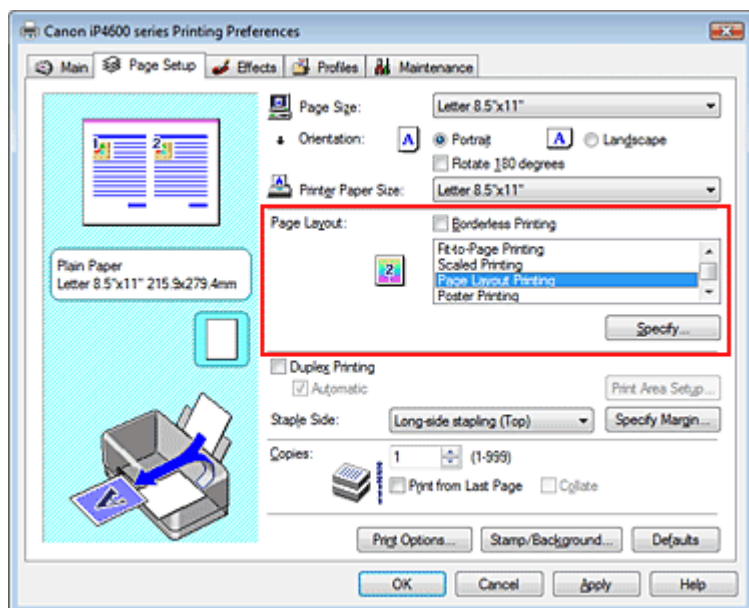 Canon iP4600 series Printing Preferences
Main Page Setup Effects Profiles Maintenance
Page Size: Letter 8.5"x11"
Orientation: A Portrait A Landscape
Rotate 180 degrees
Printer Paper Size: Letter 8.5"x11"
Page Layout: Borderless Printing
Fit-to-Page Printing
Scaled Printing
Page Layout Printing
Poster Printing
Specify...
1 2
2
Plain Paper
Letter 8.5"x11" 215.9x279.4mm
Duplex Printing
Automatic Print Area Setup...
Staple Side: Long-side stapling (Top) Specify Margin...
Copies: 1 (1-999)
Print from Last Page Collate
A
Print Options... Stamp/Background... Defaults
OK Cancel Apply Help